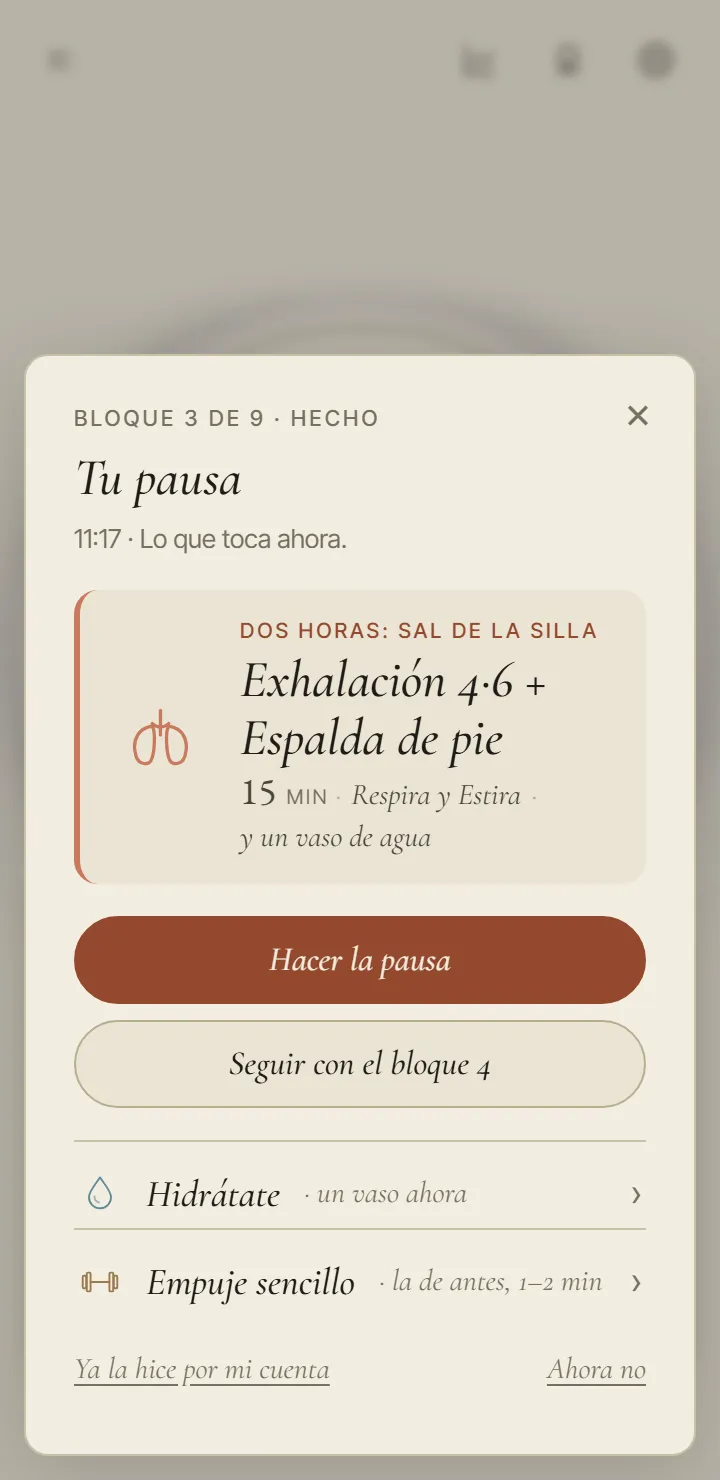 BLOQUE 3 DE 9 · HECHO
✕
Tu pausa
11:17 · Lo que toca ahora.
DOS HORAS: SAL DE LA SILLA
Exhalación 4·6 +
Espalda de pie
15 MIN · Respira y Estira ·
y un vaso de agua
Hacer la pausa
Seguir con el bloque 4
Hidrátate · un vaso ahora ›
Empuje sencillo · la de antes, 1–2 min ›
Ya la hice por mi cuenta Ahora no